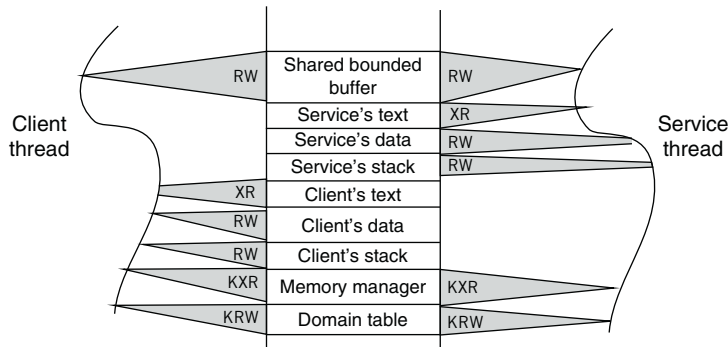 RW
Shared bounded
buffer
RW
Client
thread
Service's text
XR
Service
thread
Service's data
RW
Service's stack
RW
XR
Client's text
RW
Client's data
RW
Client's stack
KXR
Memory manager
KXR
KRW
Domain table
KRW